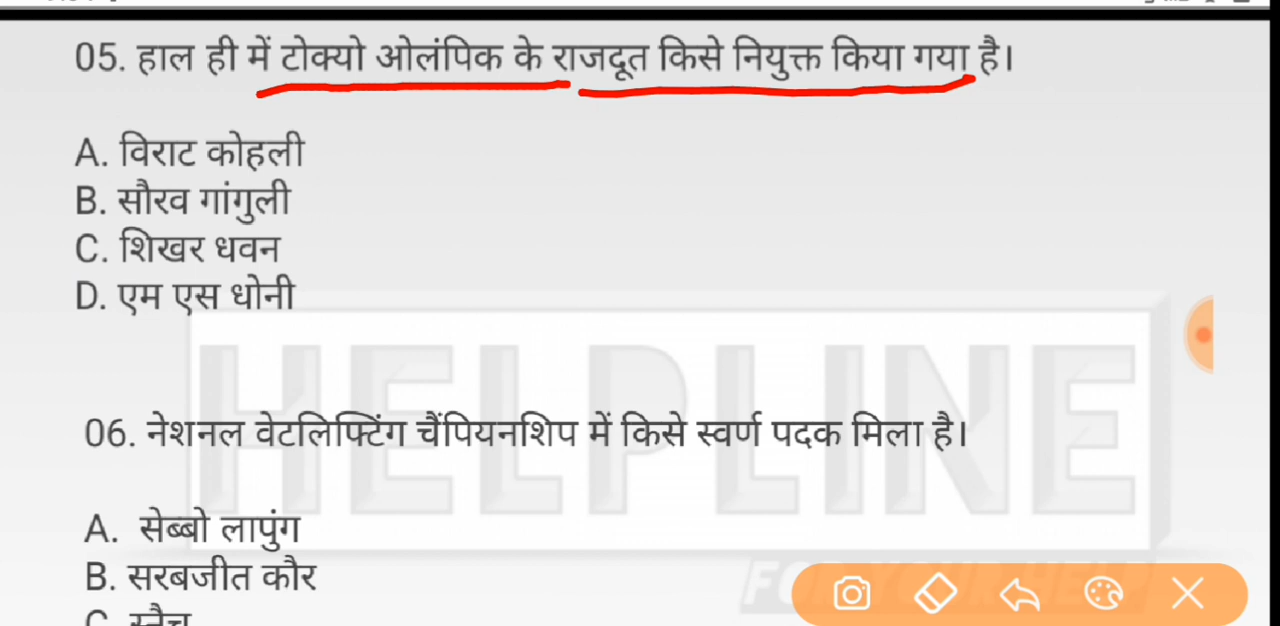 05. हाल ही में टोक्यो ओलंपिक के राजदूत किसे नियुक्त किया गया है।
A. विराट कोहली
B. सौरव गांगुली
C. शिखर धवन
D. एम एस धोनी
HELPLINE
06. नेशनल वेटलिफ्टिंग चैंपियनशिप में किसे स्वर्ण पदक मिला है।
A. सेब्बो लापुंग
B. सरबजीत कौर